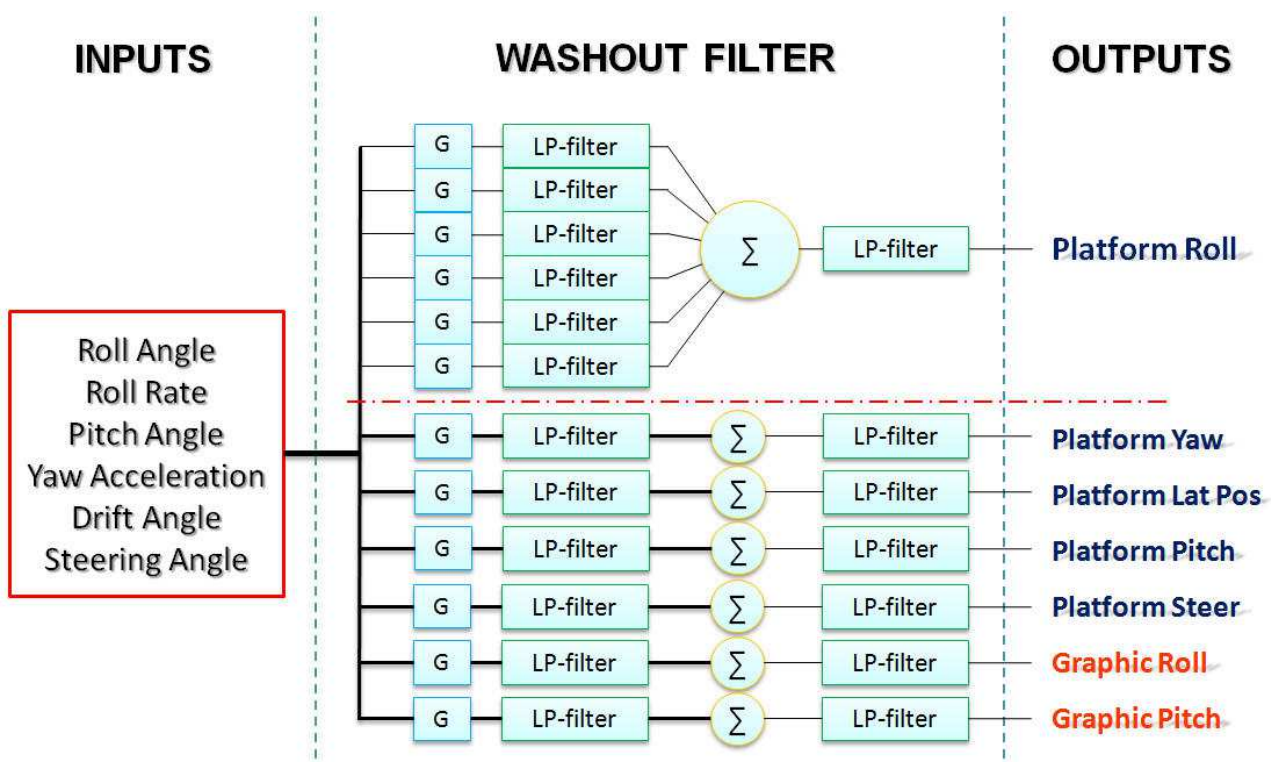 INPUTS
WASHOUT FILTER
OUTPUTS
G LP-filter
G LP-filter
G LP-filter
∑ LP-filter Platform Roll
G LP-filter
G LP-filter
G LP-filter
Roll Angle
Roll Rate
Pitch Angle
Yaw Acceleration
Drift Angle
Steering Angle
G LP-filter ∑ LP-filter Platform Yaw
G LP-filter ∑ LP-filter Platform Lat Pos
G LP-filter ∑ LP-filter Platform Pitch
G LP-filter ∑ LP-filter Platform Steer
G LP-filter ∑ LP-filter Graphic Roll
G LP-filter ∑ LP-filter Graphic Pitch